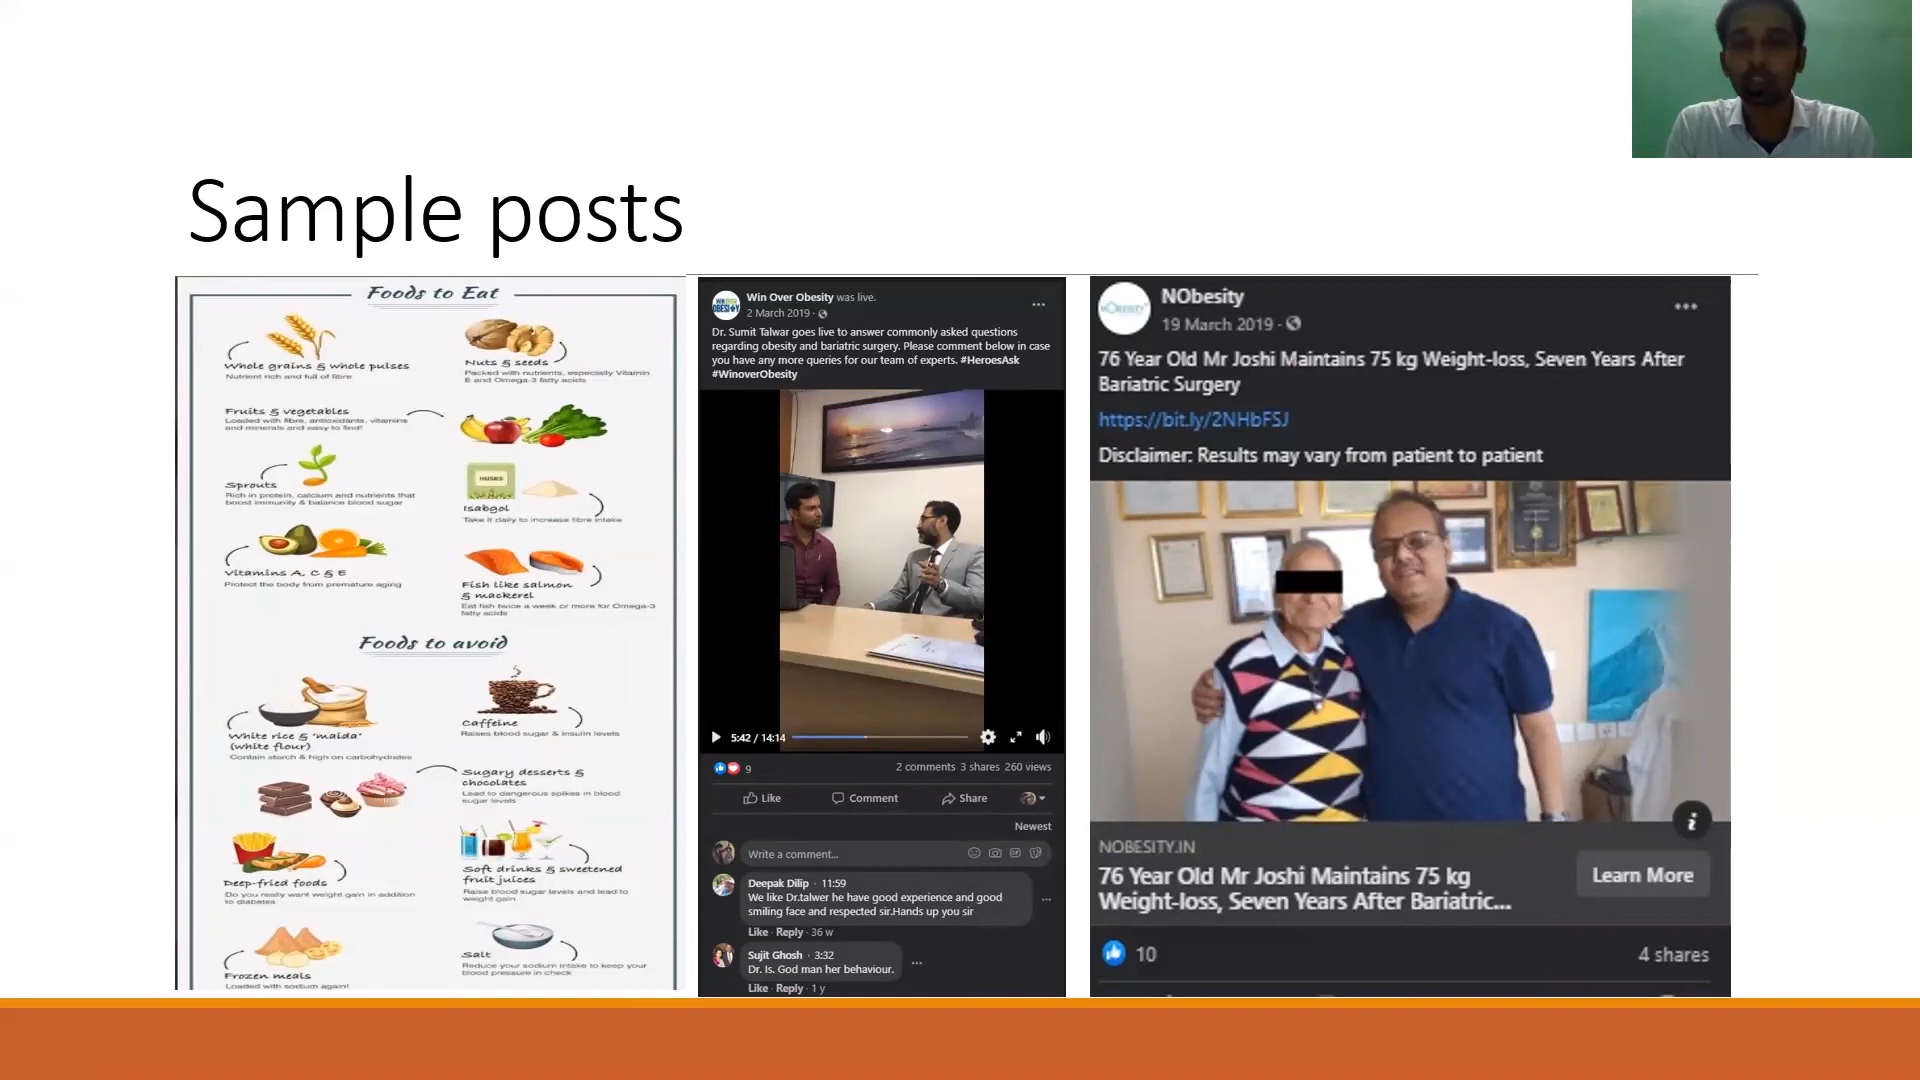 Sample posts
Foods to Eat
Whole grains & whole pulses
Nutrient rich and full of fibre
Nuts & seeds
Packed with nutrients, especially Vitamin
E and Omega-3 fatty acids
Fruits & vegetables
Loaded with fibre, antioxidants, vitamins
and minerals and easy to find!
Sprouts
Rich in protein, calcium and nutrients that
boost immunity & balance blood sugar
HUSKS
Isabgol
Take it daily to increase fibre intake
Vitamins A, C & E
Protect the body from premature aging
Fish like salmon
& mackerel
Eat fish twice a week or more for Omega-3
fatty acids
Foods to avoid
White rice & "maida"
(white flour)
Contain starch & high on carbohydrates
Caffeine
Raises blood sugar & insulin levels
Sugary desserts &
chocolates
Lead to dangerous spikes in blood
sugar levels
Deep-fried foods
Do you really want weight gain in addition
to diabetes
Soft drinks & sweetened
fruit juices
Raise blood sugar levels and lead to
weight gain
Frozen meals
Loaded with sodium again!
Salt
Reduce your sodium intake to keep your
blood pressure in check
WIN OVER
OBESITY
Win Over Obesity was live.
2 March 2019 ·
Dr. Sumit Talwar goes live to answer commonly asked questions
regarding obesity and bariatric surgery. Please comment below in case
you have any more queries for our team of experts. #HeroesAsk
#WinoverObesity
5:42 / 14:14
9
2 comments 3 shares 260 views
Like Comment Share
Newest
Write a comment...
Deepak Dilip · 11:59
We like Dr.talwer he have good experience and good
smiling face and respected sir.Hands up you sir
Like · Reply · 36 w
Sujit Ghosh · 3:32
Dr. Is. God man her behaviour.
Like · Reply · 1 y
NOBESITY
NObesity
19 March 2019 ·
76 Year Old Mr Joshi Maintains 75 kg Weight-loss, Seven Years After
Bariatric Surgery
https://bit.ly/2NHbFSJ
Disclaimer: Results may vary from patient to patient
NOBESITY.IN
76 Year Old Mr Joshi Maintains 75 kg
Weight-loss, Seven Years After Bariatric...
Learn More
10
4 shares